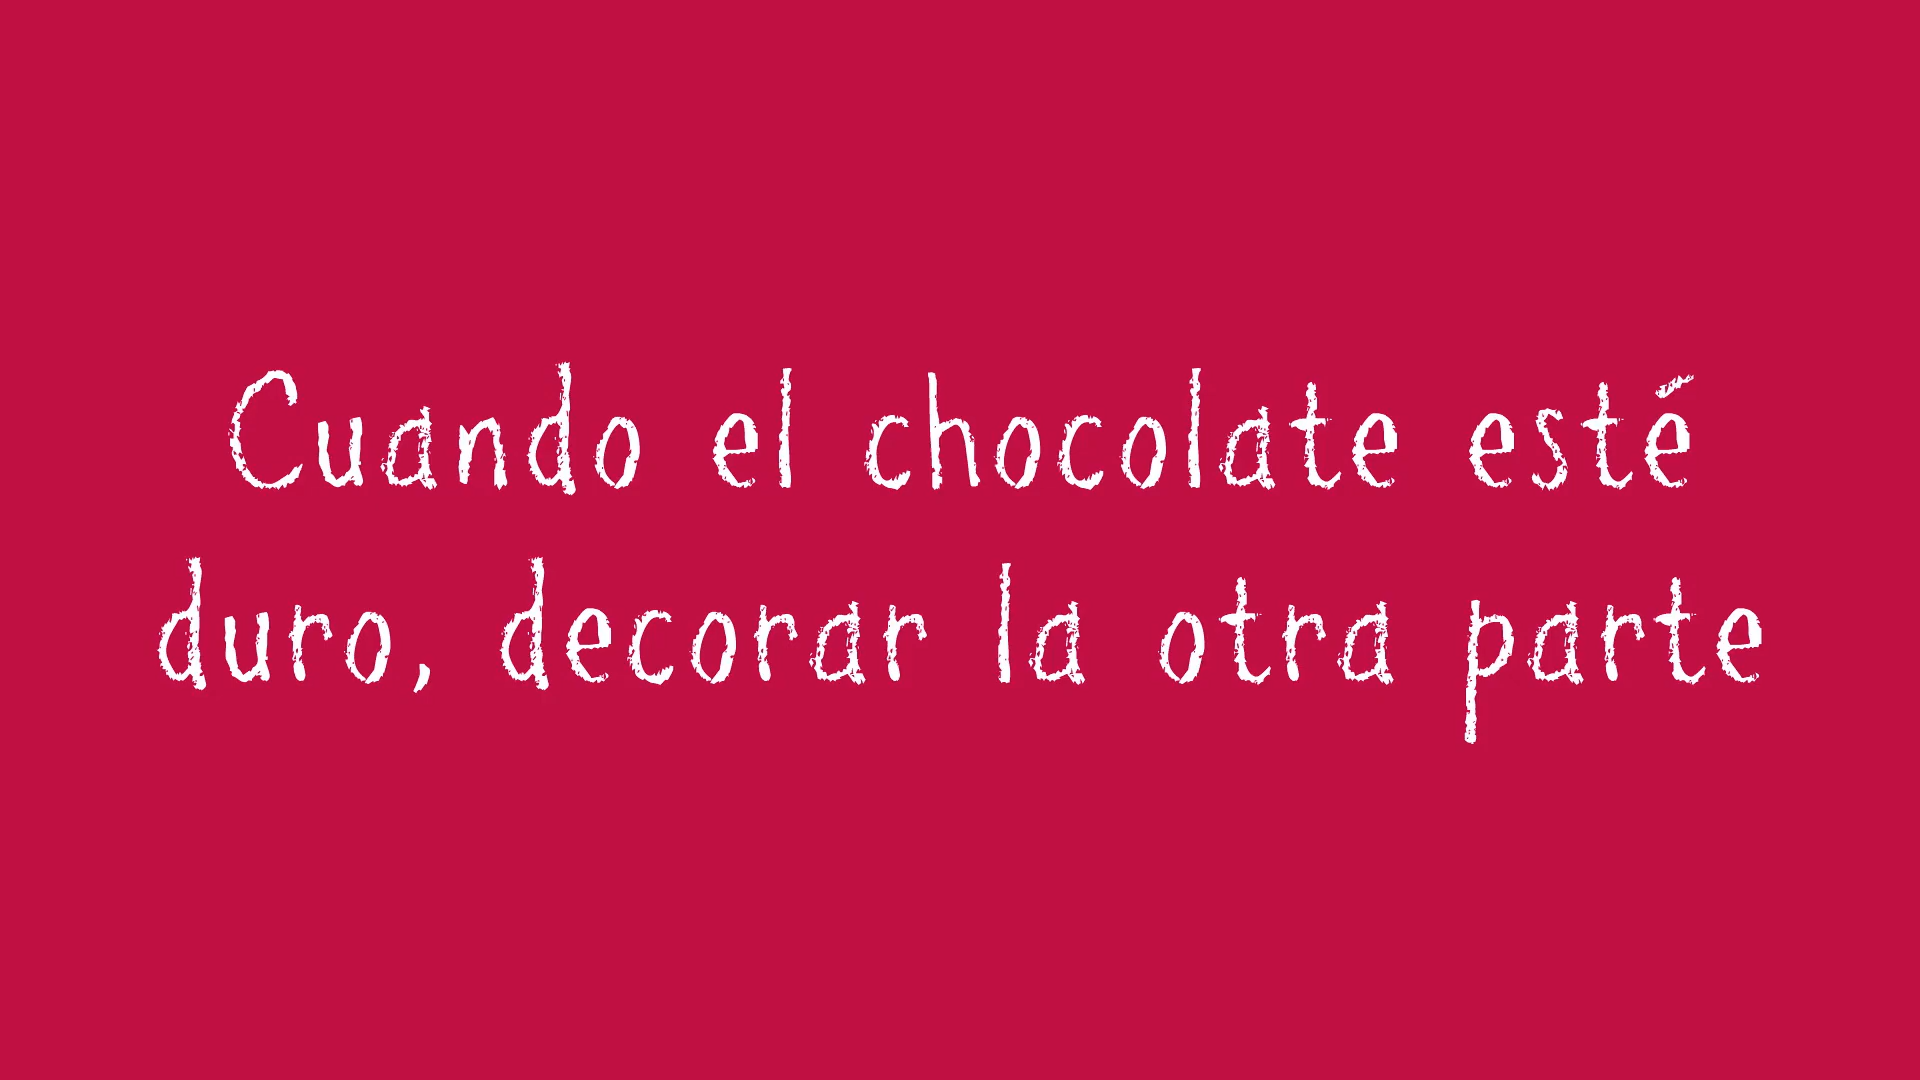 Cuando el chocolate esté
duro, decorar la otra parte